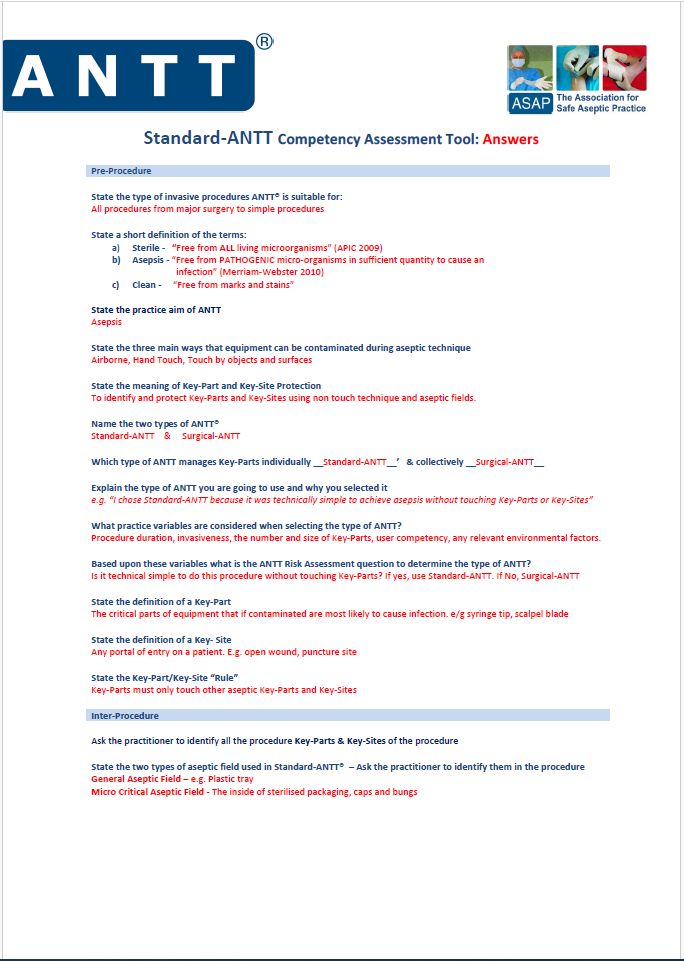 ANTT®
ASAP The Association for
Safe Aseptic Practice
Standard-ANTT Competency Assessment Tool: Answers
Pre-Procedure
State the type of invasive procedures ANTT® is suitable for:
All procedures from major surgery to simple procedures
State a short definition of the terms:
a) Sterile - "Free from ALL living microorganisms" (APIC 2009)
b) Asepsis - "Free from PATHOGENIC micro-organisms in sufficient quantity to cause an
infection" (Merriam-Webster 2010)
c) Clean - "Free from marks and stains"
State the practice aim of ANTT
Asepsis
State the three main ways that equipment can be contaminated during aseptic technique
Airborne, Hand Touch, Touch by objects and surfaces
State the meaning of Key-Part and Key-Site Protection
To identify and protect Key-Parts and Key-Sites using non touch technique and aseptic fields.
Name the two types of ANTT®
Standard-ANTT & Surgical-ANTT
Which type of ANTT manages Key-Parts individually __Standard-ANTT__' & collectively __Surgical-ANTT__
Explain the type of ANTT you are going to use and why you selected it
e.g. "I chose Standard-ANTT because it was technically simple to achieve asepsis without touching Key-Parts or Key-Sites"
What practice variables are considered when selecting the type of ANTT?
Procedure duration, invasiveness, the number and size of Key-Parts, user competency, any relevant environmental factors.
Based upon these variables what is the ANTT Risk Assessment question to determine the type of ANTT?
Is it technical simple to do this procedure without touching Key-Parts? If yes, use Standard-ANTT. If No, Surgical-ANTT
State the definition of a Key-Part
The critical parts of equipment that if contaminated are most likely to cause infection. e/g syringe tip, scalpel blade
State the definition of a Key- Site
Any portal of entry on a patient. E.g. open wound, puncture site
State the Key-Part/Key-Site "Rule"
Key-Parts must only touch other aseptic Key-Parts and Key-Sites
Inter-Procedure
Ask the practitioner to identify all the procedure Key-Parts & Key-Sites of the procedure
State the two types of aseptic field used in Standard-ANTT® – Ask the practitioner to identify them in the procedure
General Aseptic Field – e.g. Plastic tray
Micro Critical Aseptic Field - The inside of sterilised packaging, caps and bungs